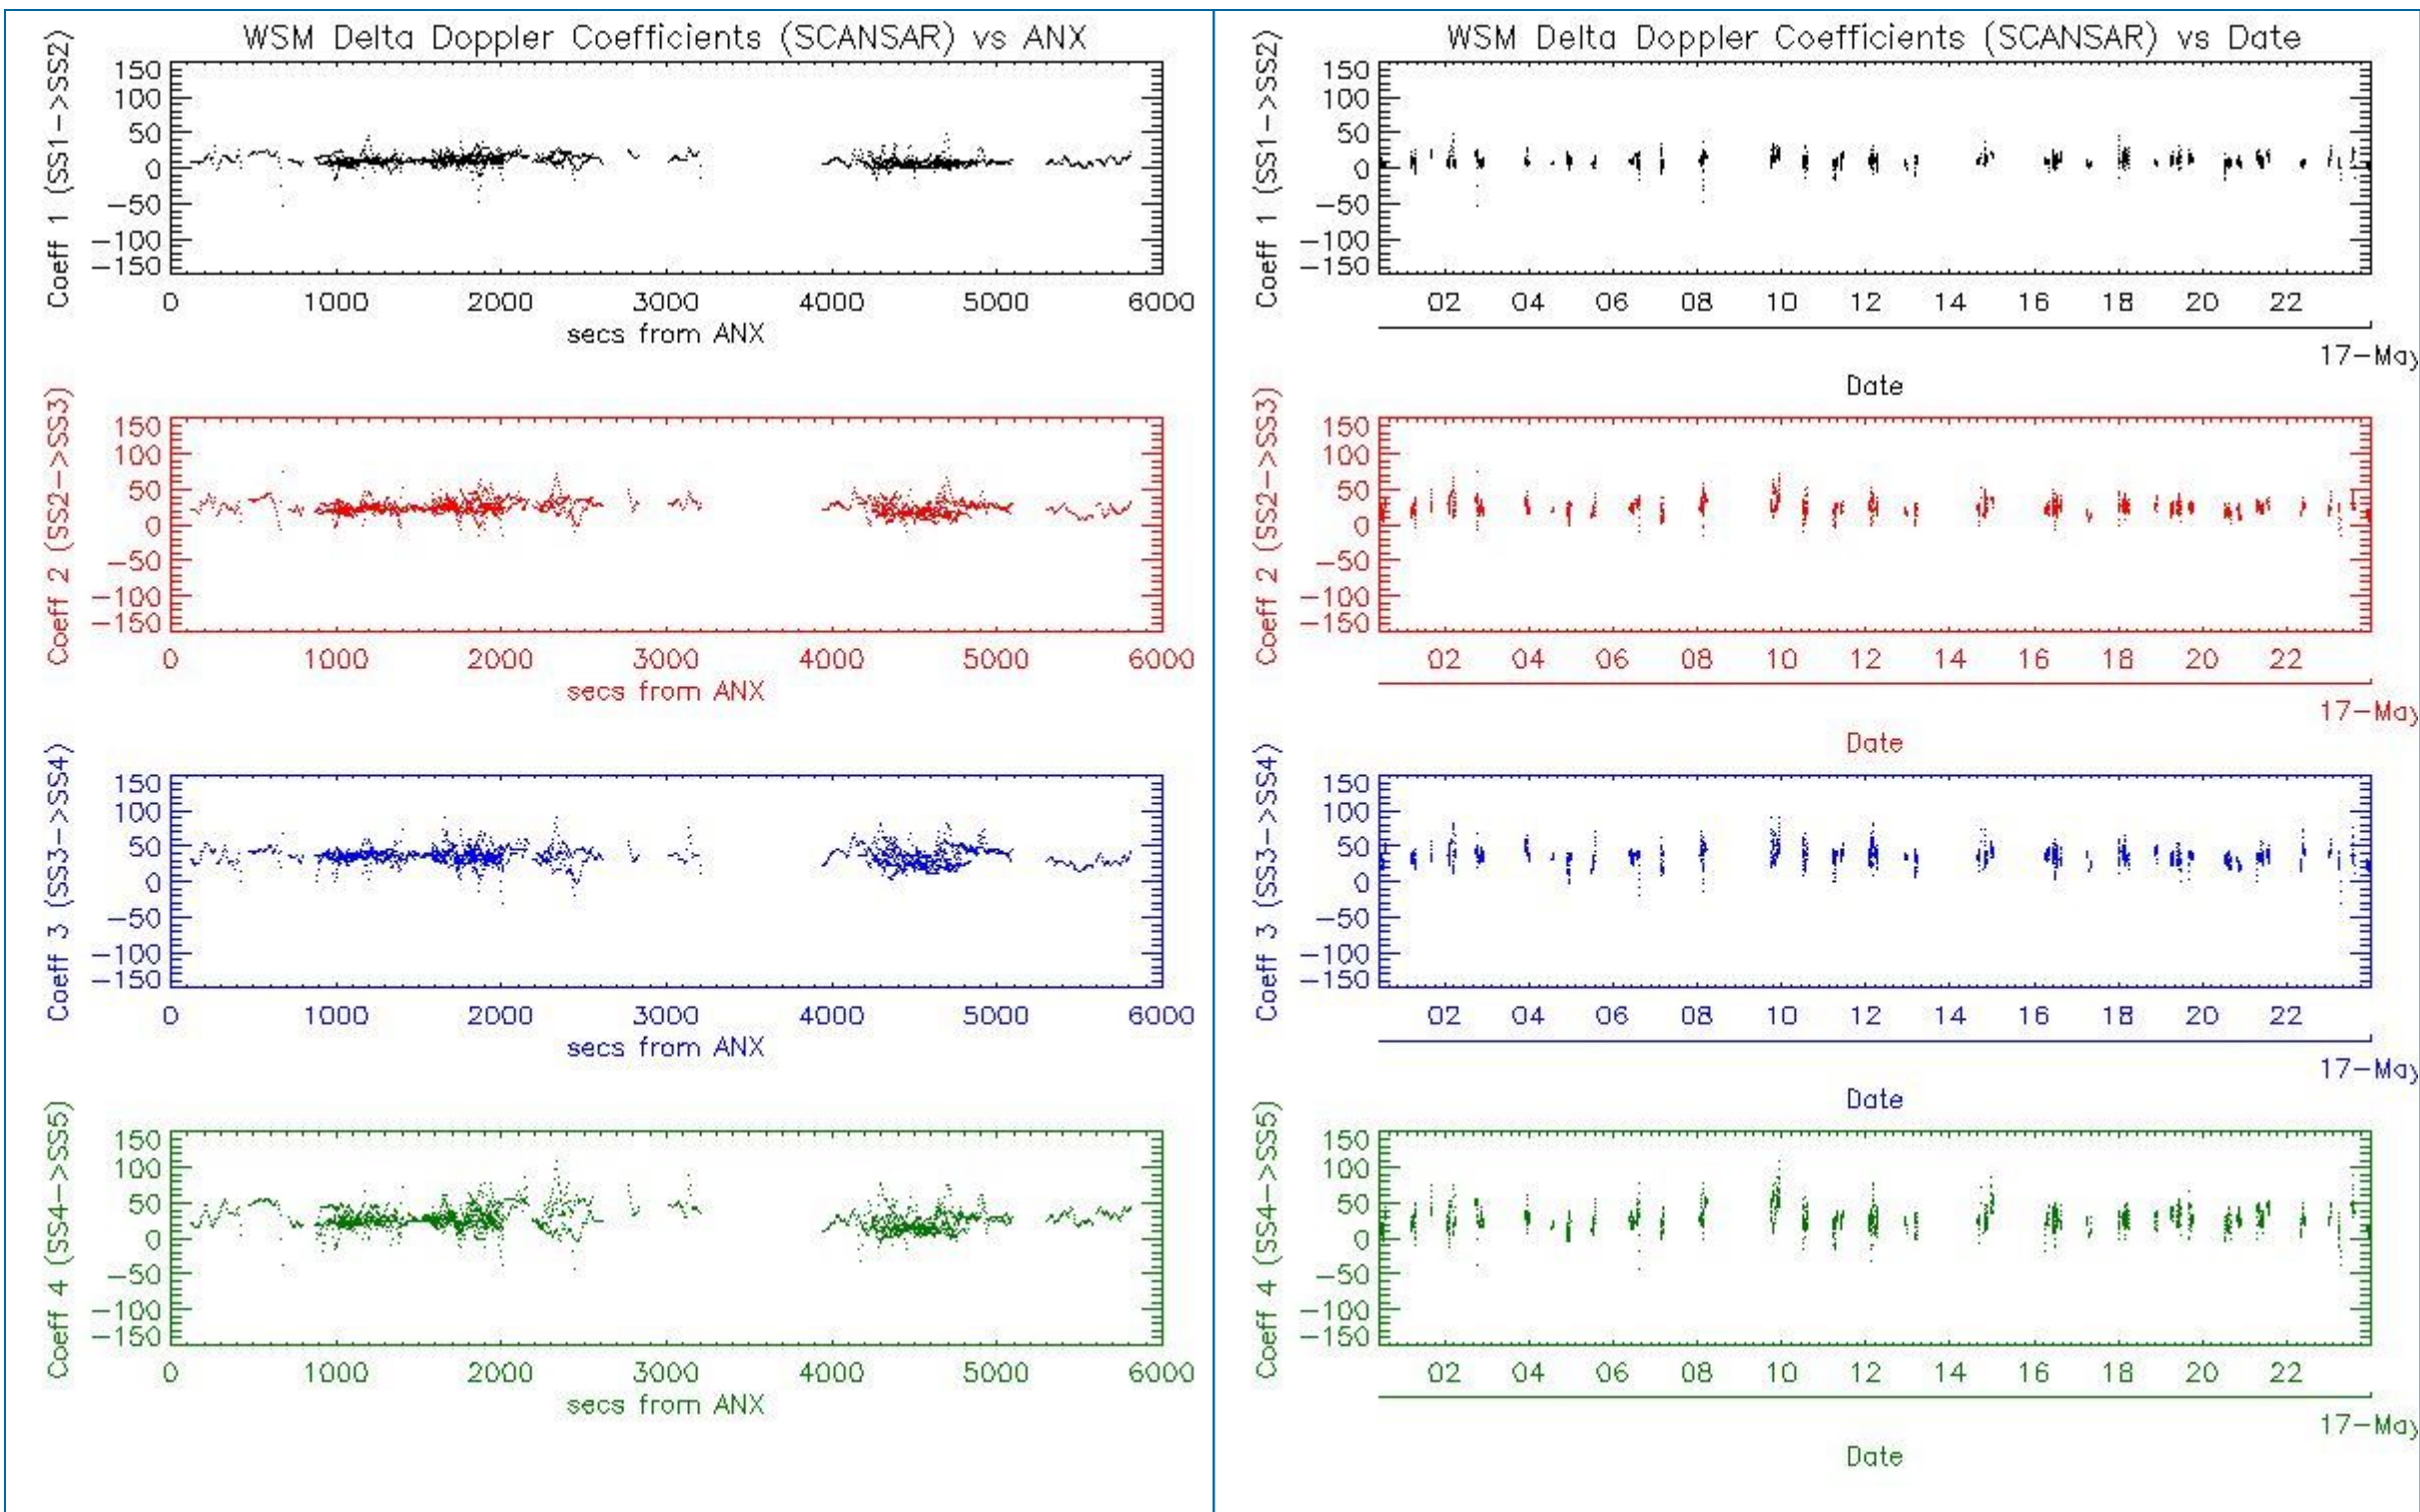 WSM Delta Doppler Coefficients (SCANSAR) vs ANX
Coeff 1 (SS1->SS2)
150
100
50
0
-50
-100
-150
0 1000 2000 3000 4000 5000 6000
secs from ANX
Coeff 2 (SS2->SS3)
150
100
50
0
-50
-100
-150
0 1000 2000 3000 4000 5000 6000
secs from ANX
Coeff 3 (SS3->SS4)
150
100
50
0
-50
-100
-150
0 1000 2000 3000 4000 5000 6000
secs from ANX
Coeff 4 (SS4->SS5)
150
100
50
0
-50
-100
-150
0 1000 2000 3000 4000 5000 6000
secs from ANX
WSM Delta Doppler Coefficients (SCANSAR) vs Date
Coeff 1 (SS1->SS2)
150
100
50
0
-50
-100
-150
02 04 06 08 10 12 14 16 18 20 22
17-May
Date
Coeff 2 (SS2->SS3)
150
100
50
0
-50
-100
-150
02 04 06 08 10 12 14 16 18 20 22
17-May
Date
Coeff 3 (SS3->SS4)
150
100
50
0
-50
-100
-150
02 04 06 08 10 12 14 16 18 20 22
17-May
Date
Coeff 4 (SS4->SS5)
150
100
50
0
-50
-100
-150
02 04 06 08 10 12 14 16 18 20 22
17-May
Date